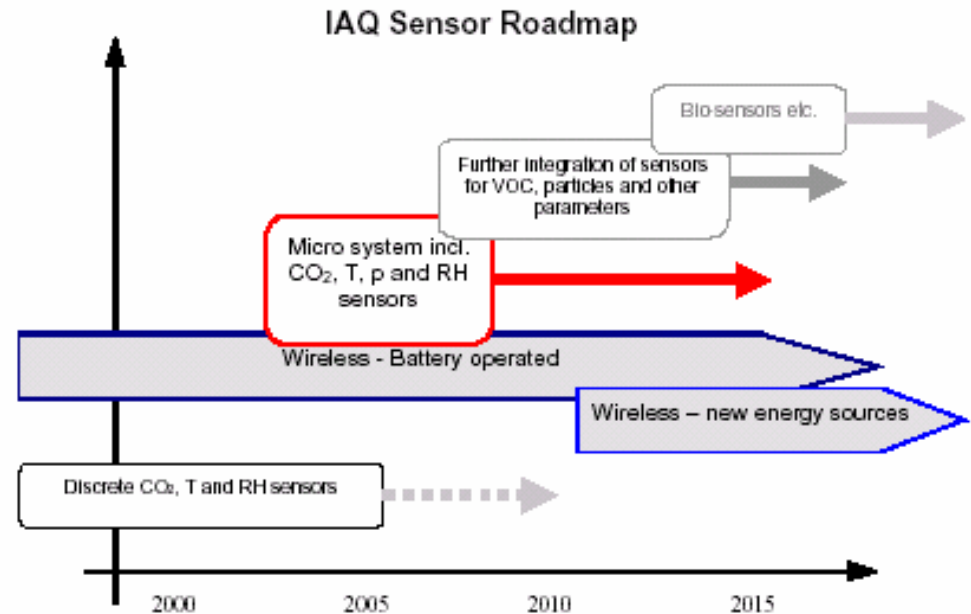 IAQ Sensor Roadmap
Bio-sensors etc.
Further integration of sensors
for VOC, particles and other
parameters
Micro system incl.
CO₂, T, p and RH
sensors
Wireless - Battery operated
Wireless – new energy sources
Discrete CO₂, T and RH sensors
2000 2005 2010 2015